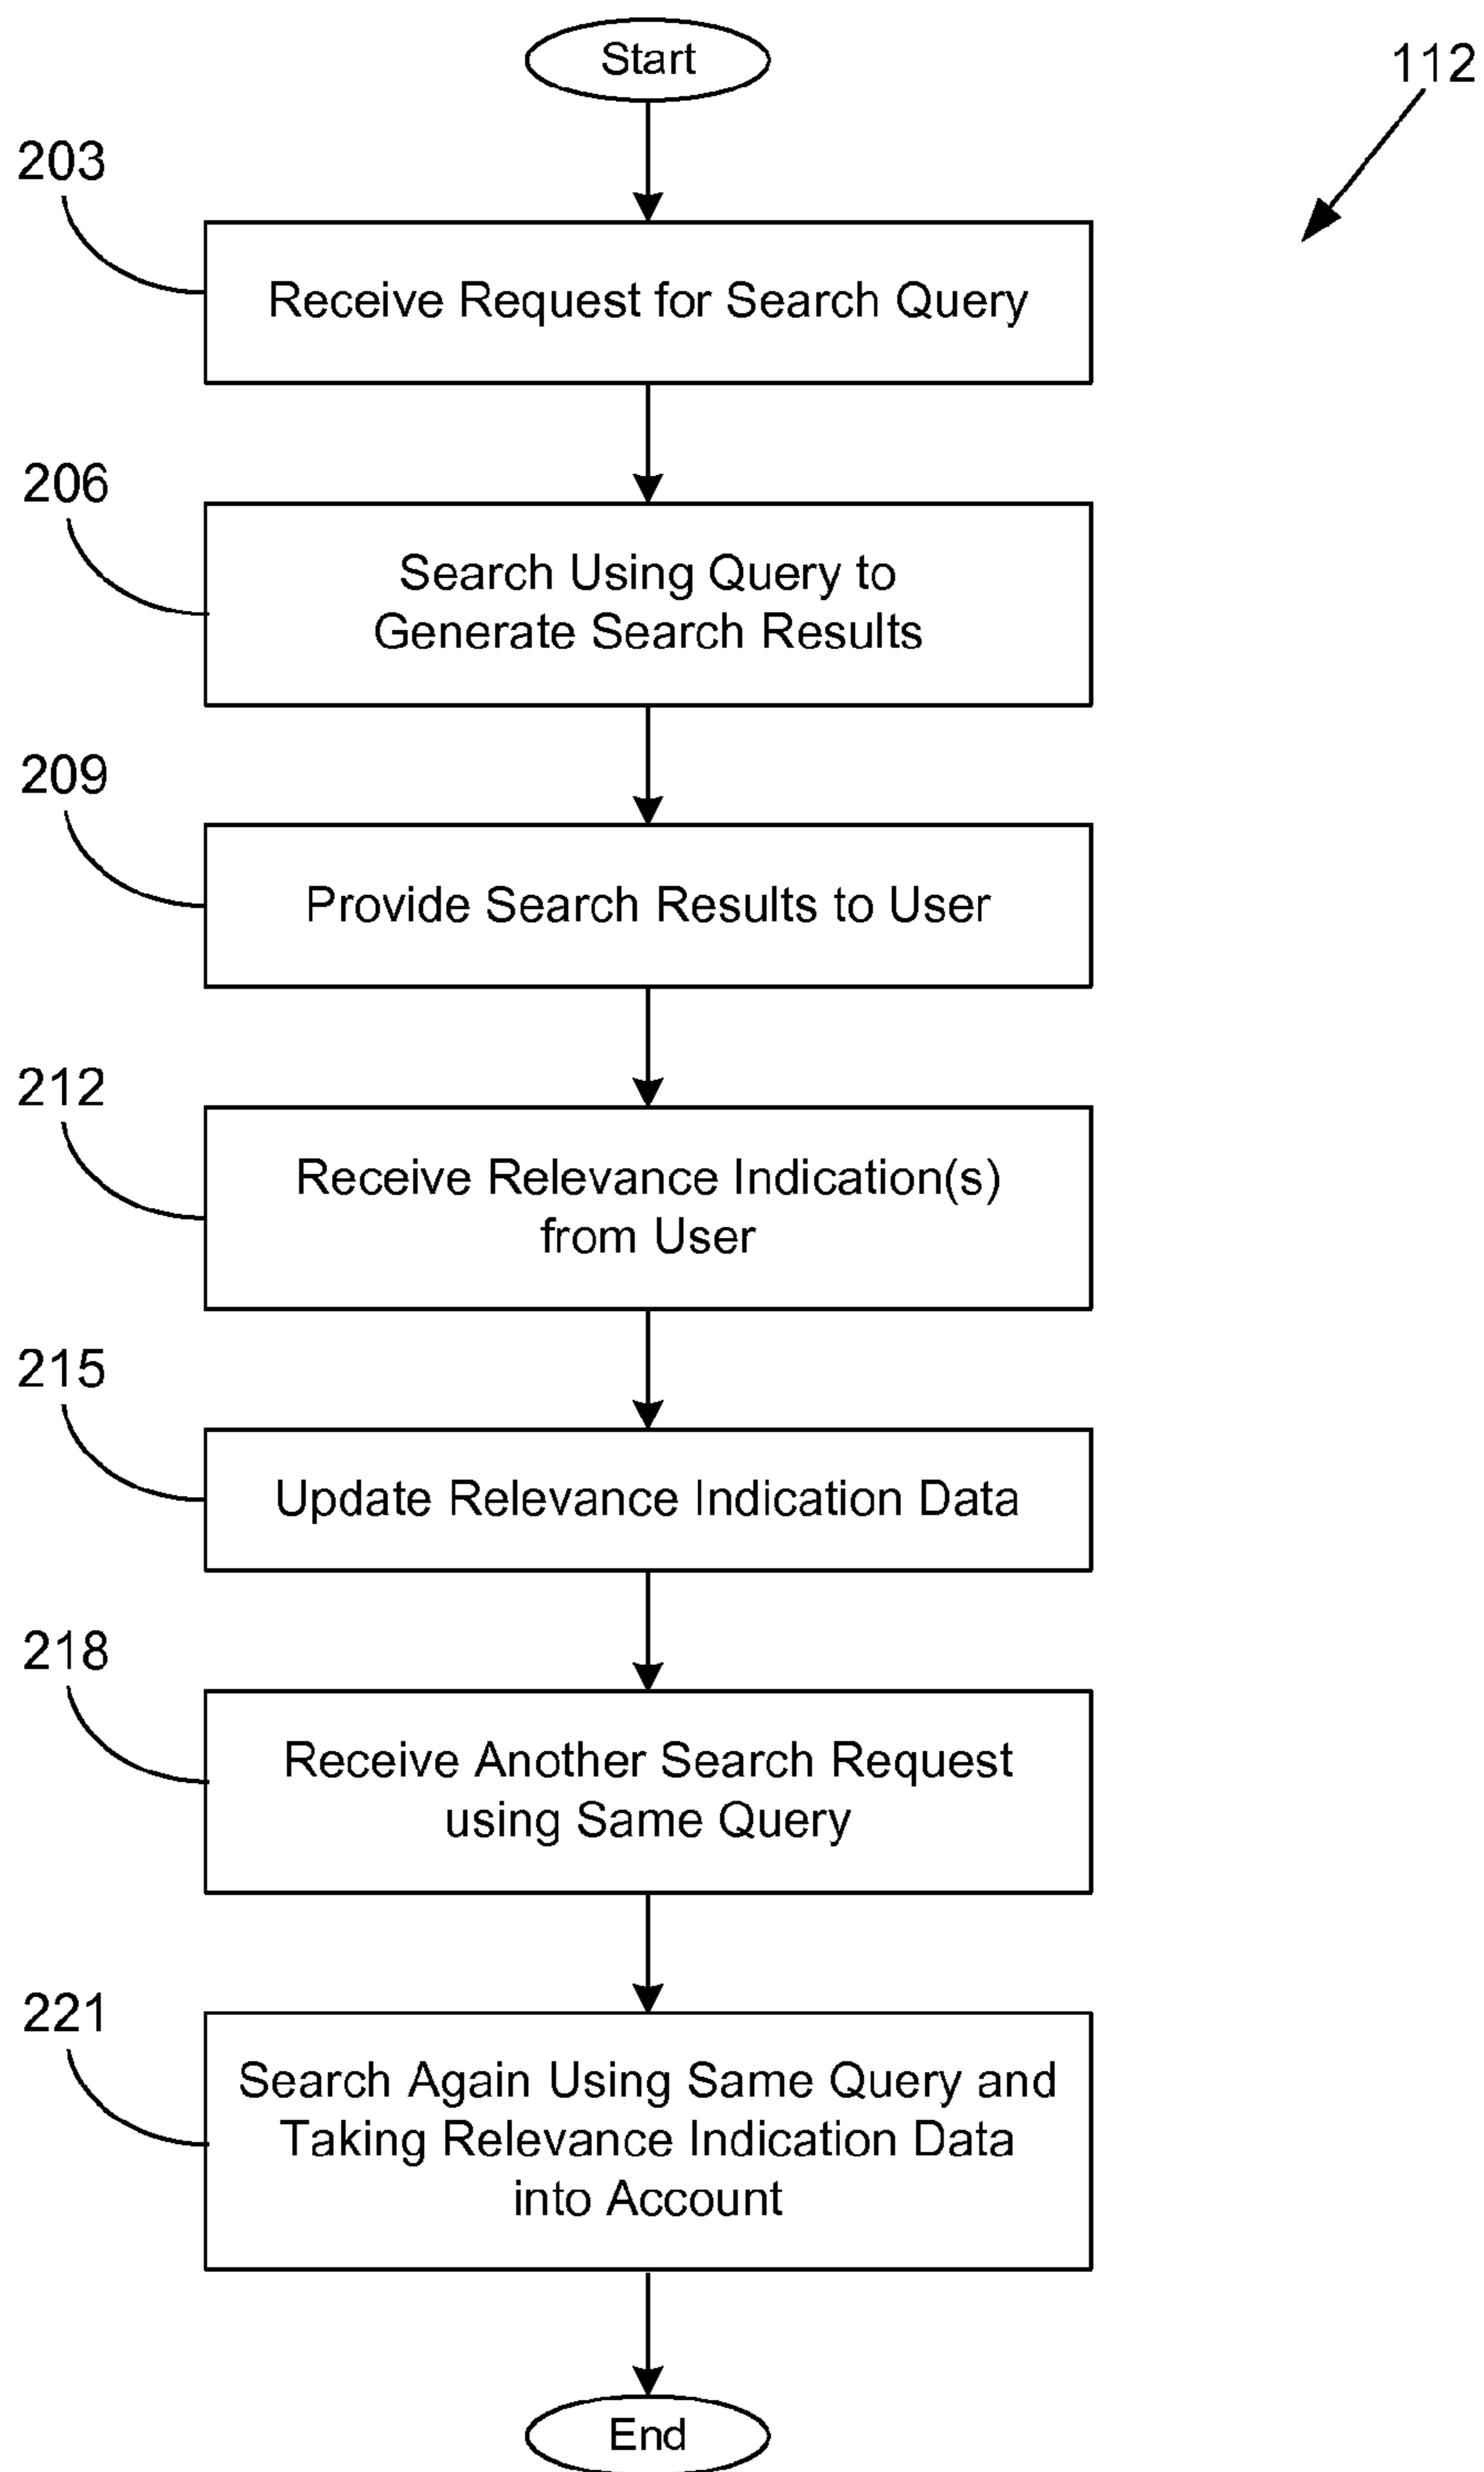 Start
112
203
Receive Request for Search Query
206
Search Using Query to
Generate Search Results
209
Provide Search Results to User
212
Receive Relevance Indication(s)
from User
215
Update Relevance Indication Data
218
Receive Another Search Request
using Same Query
221
Search Again Using Same Query and
Taking Relevance Indication Data
into Account
End